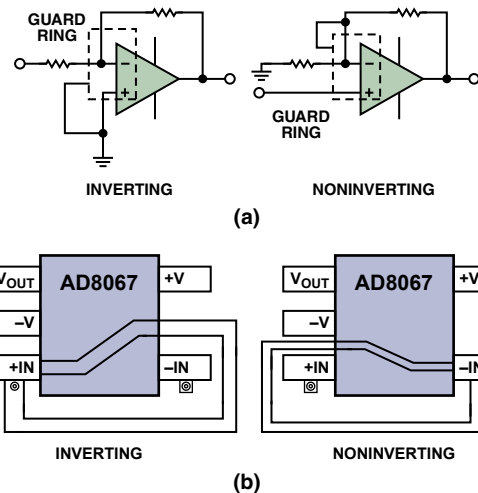 GUARD
RING
−
+
INVERTING
−
+
GUARD
RING
NONINVERTING
(a)
VOUT
AD8067
+V
−V
+IN
−IN
INVERTING
VOUT
AD8067
+V
−V
+IN
−IN
NONINVERTING
(b)